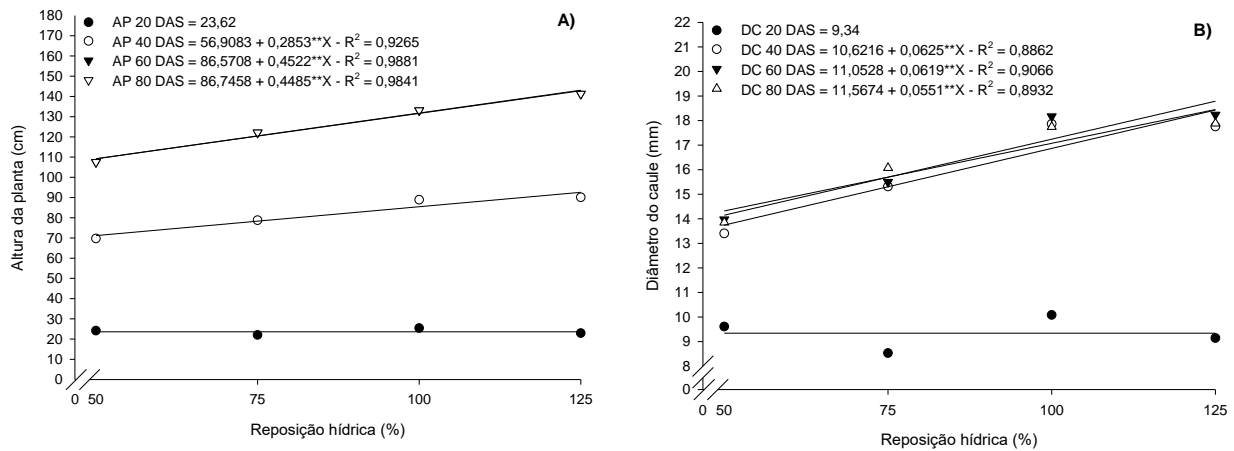 A)
AP 20 DAS = 23,62
AP 40 DAS = 56,9083 + 0,2853**X - R² = 0,9265
AP 60 DAS = 86,5708 + 0,4522**X - R² = 0,9881
AP 80 DAS = 86,7458 + 0,4485**X - R² = 0,9841
Altura da planta (cm)
180
170
160
150
140
130
120
110
100
90
80
70
60
50
40
30
20
10
0
0 50 75 100 125
Reposição hídrica (%)
B)
DC 20 DAS = 9,34
DC 40 DAS = 10,6216 + 0,0625**X - R² = 0,8862
DC 60 DAS = 11,0528 + 0,0619**X - R² = 0,9066
DC 80 DAS = 11,5674 + 0,0551**X - R² = 0,8932
Diâmetro do caule (mm)
22
21
20
19
18
17
16
15
14
13
12
11
10
9
8
0
0 50 75 100 125
Reposição hídrica (%)